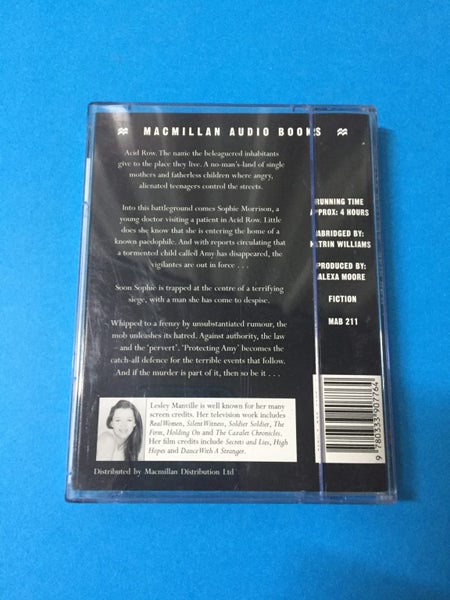 MACMILLAN AUDIO BOOKS
Acid Row. The name the beleaguered inhabitants
give to the place they live. A no-man's-land of single
mothers and fatherless children where angry,
alienated teenagers control the streets.
Into this battleground comes Sophie Morrison, a
young doctor visiting a patient in Acid Row. Little
does she know that she is entering the home of a
known paedophile. And with reports circulating that
a tormented child called Amy has disappeared, the
vigilantes are out in force . . .
Soon Sophie is trapped at the centre of a terrifying
siege, with a man she has come to despise.
Whipped to a frenzy by unsubstantiated rumour, the
mob unleashes its hatred. Against authority, the law
and the 'pervert'. 'Protecting Amy' becomes the
catch-all defence for the terrible events that follow.
And if the murder is part of it, then so be it . . .
Lesley Manville is well known for her many
screen credits. Her television work includes
Real Women, Silent Witness, Soldier Soldier, The
Firm, Holding On and The Cazalet Chronicles.
Her film credits include Secrets and Lies, High
Hopes and Dance With A Stranger.
Distributed by Macmillan Distribution Ltd
RUNNING TIME
APPROX: 4 HOURS
ABRIDGED BY:
KATRIN WILLIAMS
PRODUCED BY:
ALEXA MOORE
FICTION
MAB 211
9 780333 907764